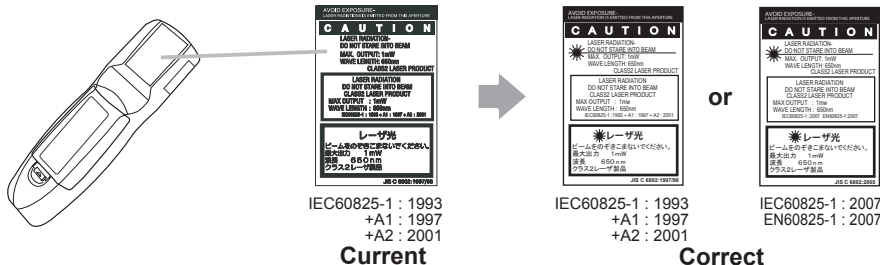 AVOID EXPOSURE-
LASER RADIATION IS EMITTED FROM THIS APERTURE
CAUTION
LASER RADIATION-
DO NOT STARE INTO BEAM
MAX. OUTPUT: 1mW
WAVE LENGTH: 650nm
CLASS2 LASER PRODUCT
LASER RADIATION
DO NOT STARE INTO BEAM
CLASS2 LASER PRODUCT
MAX OUTPUT : 1mW
WAVE LENGTH : 650nm
IEC60825-1 : 1993 + A1 : 1997 + A2 : 2001
レーザ光
ビームをのぞきこまないでください。
最大出力 1mW
波長 650nm
クラス2レーザ製品
JIS C 6802:1997/98
IEC60825-1 : 1993
+A1 : 1997
+A2 : 2001
Current
AVOID EXPOSURE-
LASER RADIATION IS EMITTED FROM THIS APERTURE
CAUTION
LASER RADIATION-
DO NOT STARE INTO BEAM
MAX. OUTPUT: 1mW
WAVE LENGTH: 650nm
CLASS2 LASER PRODUCT
LASER RADIATION
DO NOT STARE INTO BEAM
CLASS2 LASER PRODUCT
MAX OUTPUT : 1mw
WAVE LENGTH : 650nm
IEC60825-1 : 1993 + A1 : 1997 + A2 : 2001
レーザ光
ビームをのぞきこまないでください。
最大出力 1mW
波長 650nm
クラス2レーザ製品
JIS C 6802:1997/98
IEC60825-1 : 1993
+A1 : 1997
+A2 : 2001
or
AVOID EXPOSURE-
LASER RADIATION IS EMITTED FROM THIS APERTURE
CAUTION
LASER RADIATION-
DO NOT STARE INTO BEAM
MAX. OUTPUT: 1mW
WAVE LENGTH: 650nm
CLASS2 LASER PRODUCT
LASER RADIATION
DO NOT STARE INTO BEAM
CLASS2 LASER PRODUCT
MAX OUTPUT : 1mW
WAVE LENGTH : 650nm
IEC60825-1 :2007 EN60825-1:2007
レーザ光
ビームをのぞきこまないでください。
最大出力 1mW
波長 650nm
クラス2レーザ製品
JIS C 6802:2005
IEC60825-1 : 2007
EN60825-1 : 2007
Correct